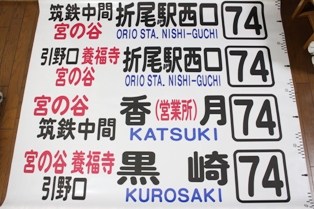 筑鉄中間 宮の谷 折尾駅西口 74
ORIO STA. NISHI-GUCHI
引野口 養福寺 宮の谷 折尾駅西口 74
ORIO STA. NISHI-GUCHI
宮の谷 筑鉄中間 香(営業所)月 74
KATSUKI
宮の谷 養福寺 引野口 黒崎 74
KUROSAKI